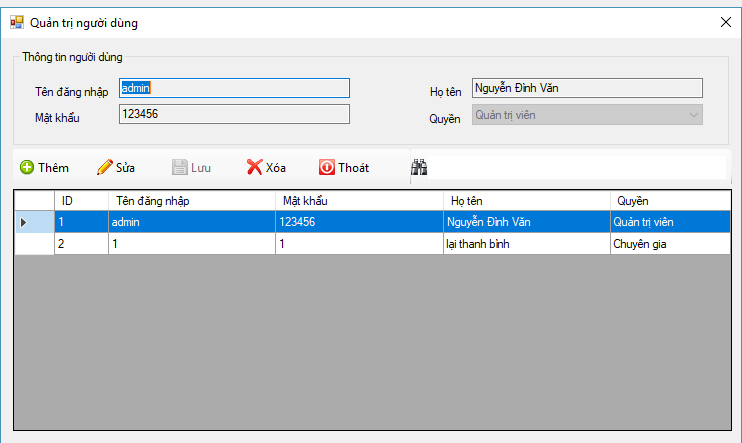 Quản trị người dùng
Thông tin người dùng
Tên đăng nhập admin Họ tên Nguyễn Đình Văn
Mật khẩu 123456 Quyền Quản trị viên
Thêm Sửa Lưu Xóa Thoát
ID Tên đăng nhập Mật khẩu Họ tên Quyền
1 admin 123456 Nguyễn Đình Văn Quản trị viên
2 1 1 lại thanh bình Chuyên gia